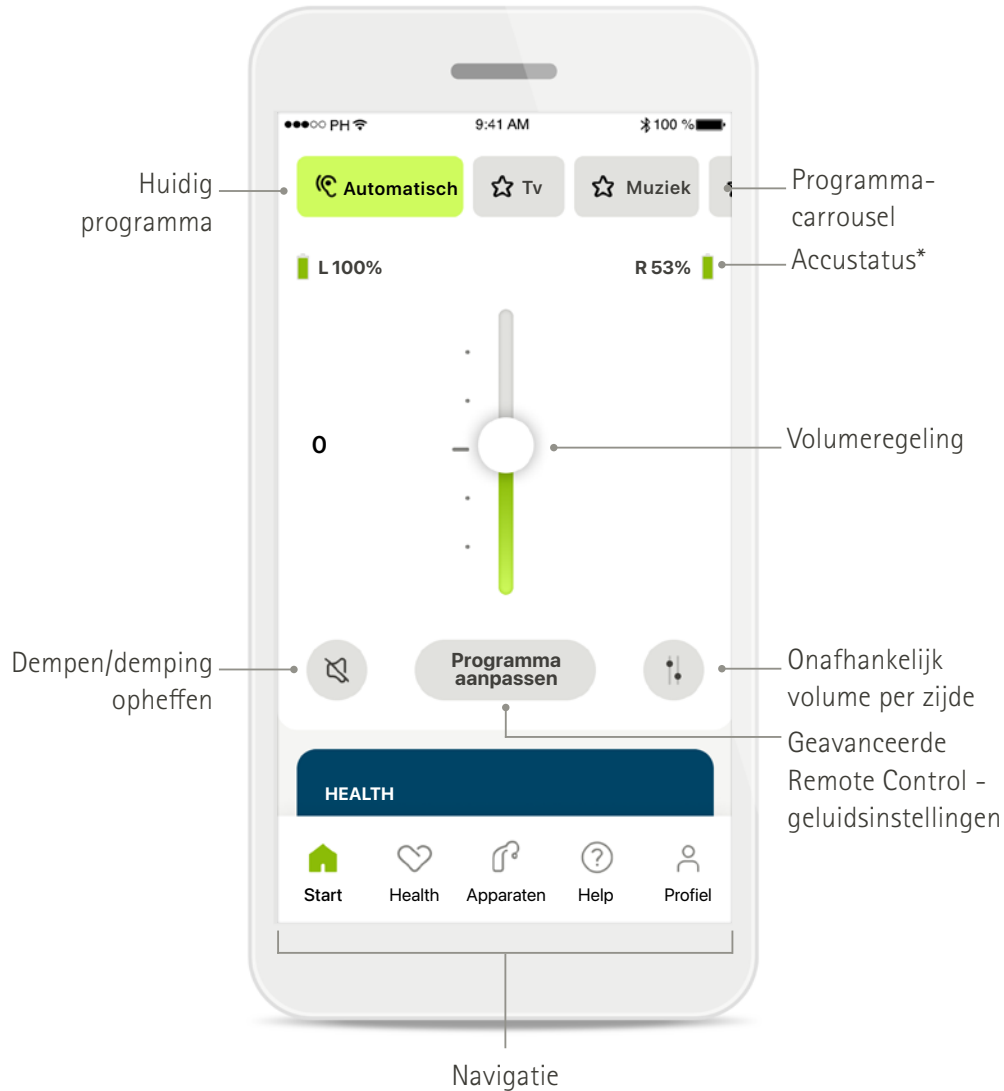 PH 9:41 AM 100 %
Huidig
programma
Automatisch Tv Muziek
Programma-
carrousel
L 100% R 53%
Accustatus*
0
Volumeregeling
Dempen/demping
opheffen
Programma
aanpassen
Onafhankelijk
volume per zijde
Geavanceerde
Remote Control -
geluidsinstellingen
HEALTH
Start Health Apparaten Help Profiel
Navigatie